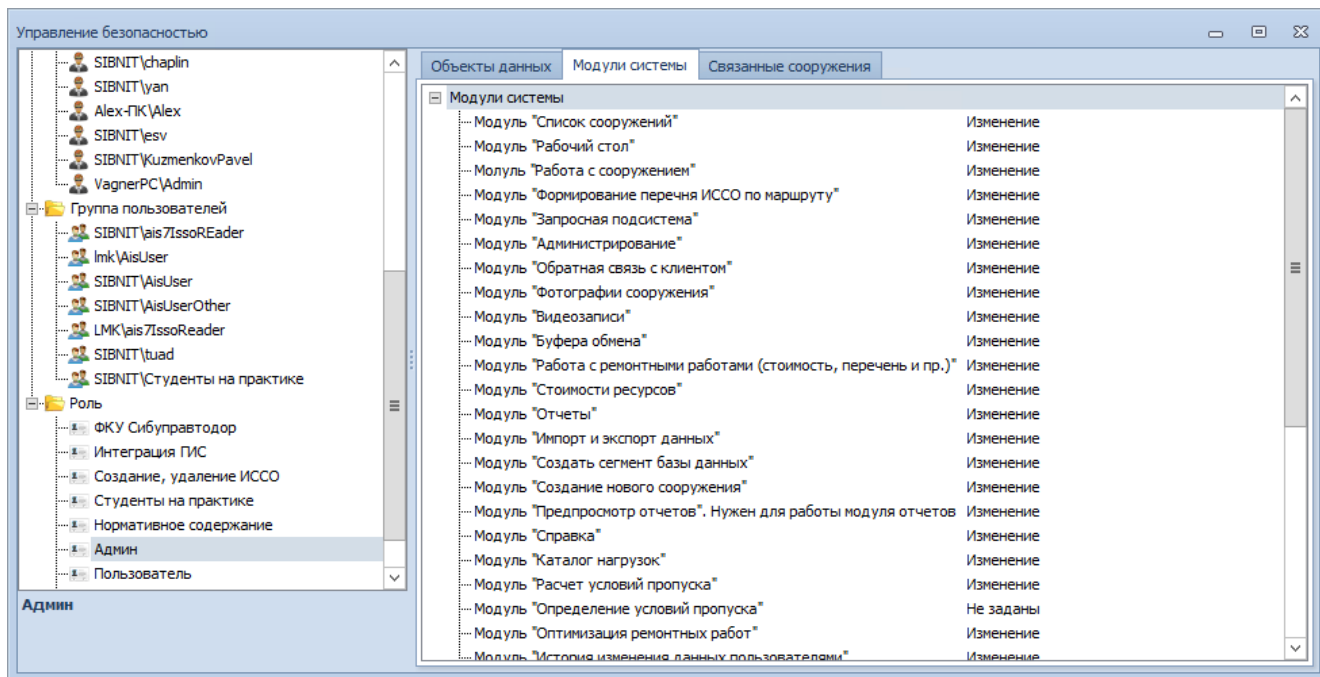 Управление безопасностью
SIBNIT\chaplin
SIBNIT\yan
Alex-ПК\Alex
SIBNIT\esv
SIBNIT\KuzmenkovPavel
VagnerPC\Admin
Группа пользователей
SIBNIT\ais7IssoREader
lmk\AisUser
SIBNIT\AisUser
SIBNIT\AisUserOther
LMK\ais7IssoReader
SIBNIT\tuad
SIBNIT\Студенты на практике
Роль
ФКУ Сибуправтодор
Интеграция ГИС
Создание, удаление ИССО
Студенты на практике
Нормативное содержание
Админ
Пользователь
Админ
Объекты данных Модули системы Связанные сооружения
Модули системы
Модуль "Список сооружений" Изменение
Модуль "Рабочий стол" Изменение
Молуль "Работа с сооружением" Изменение
Модуль "Формирование перечня ИССО по маршруту" Изменение
Модуль "Запросная подсистема" Изменение
Модуль "Администрирование" Изменение
Модуль "Обратная связь с клиентом" Изменение
Модуль "Фотографии сооружения" Изменение
Модуль "Видеозаписи" Изменение
Модуль "Буфера обмена" Изменение
Модуль "Работа с ремонтными работами (стоимость, перечень и пр.)" Изменение
Модуль "Стоимости ресурсов" Изменение
Модуль "Отчеты" Изменение
Модуль "Импорт и экспорт данных" Изменение
Модуль "Создать сегмент базы данных" Изменение
Модуль "Создание нового сооружения" Изменение
Модуль "Предпросмотр отчетов". Нужен для работы модуля отчетов Изменение
Модуль "Справка" Изменение
Модуль "Каталог нагрузок" Изменение
Модуль "Расчет условий пропуска" Изменение
Модуль "Определение условий пропуска" Не заданы
Модуль "Оптимизация ремонтных работ" Изменение
Модуль "История изменения данных пользователями" Изменение